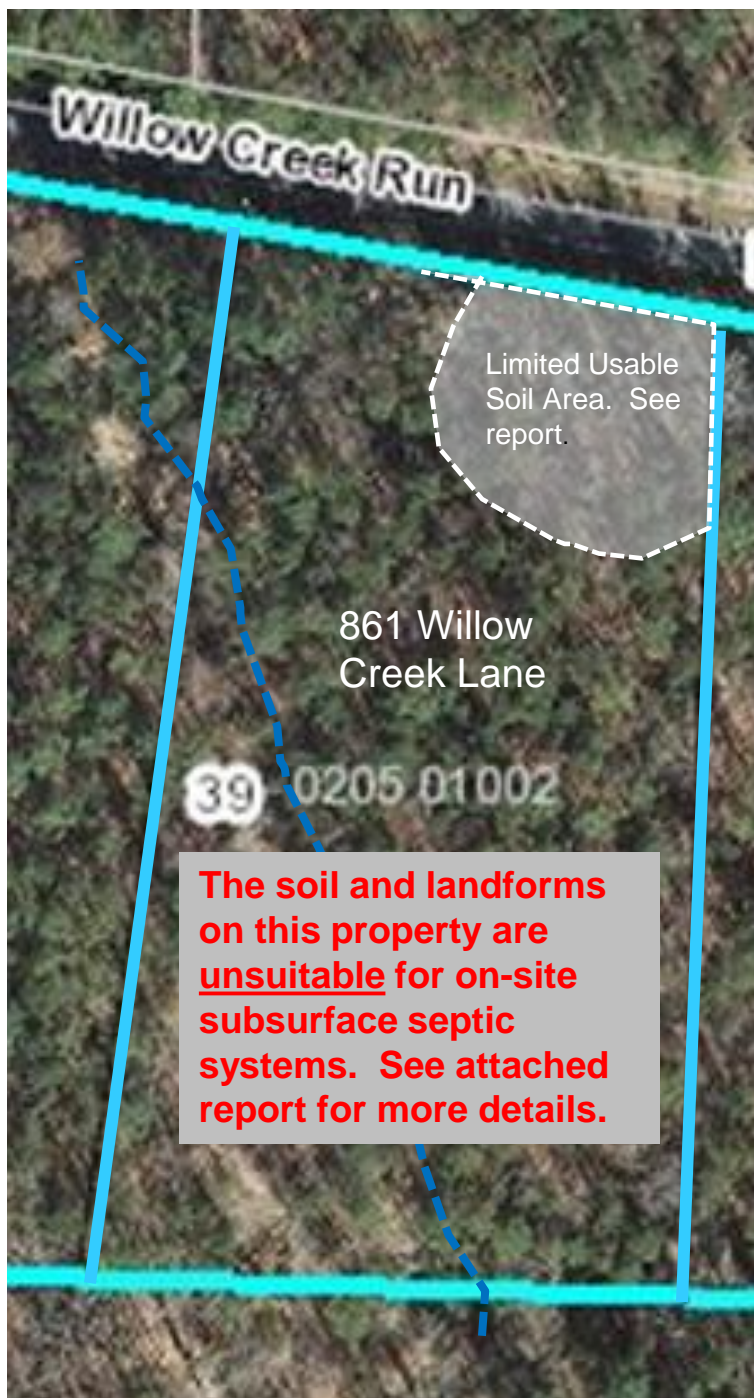 Willow Creek Run
Limited Usable
Soil Area.  See
report.
861 Willow
Creek Lane
39 0205 01002
The soil and landforms
on this property are
unsuitable for on-site
subsurface septic
systems.  See attached
report for more details.